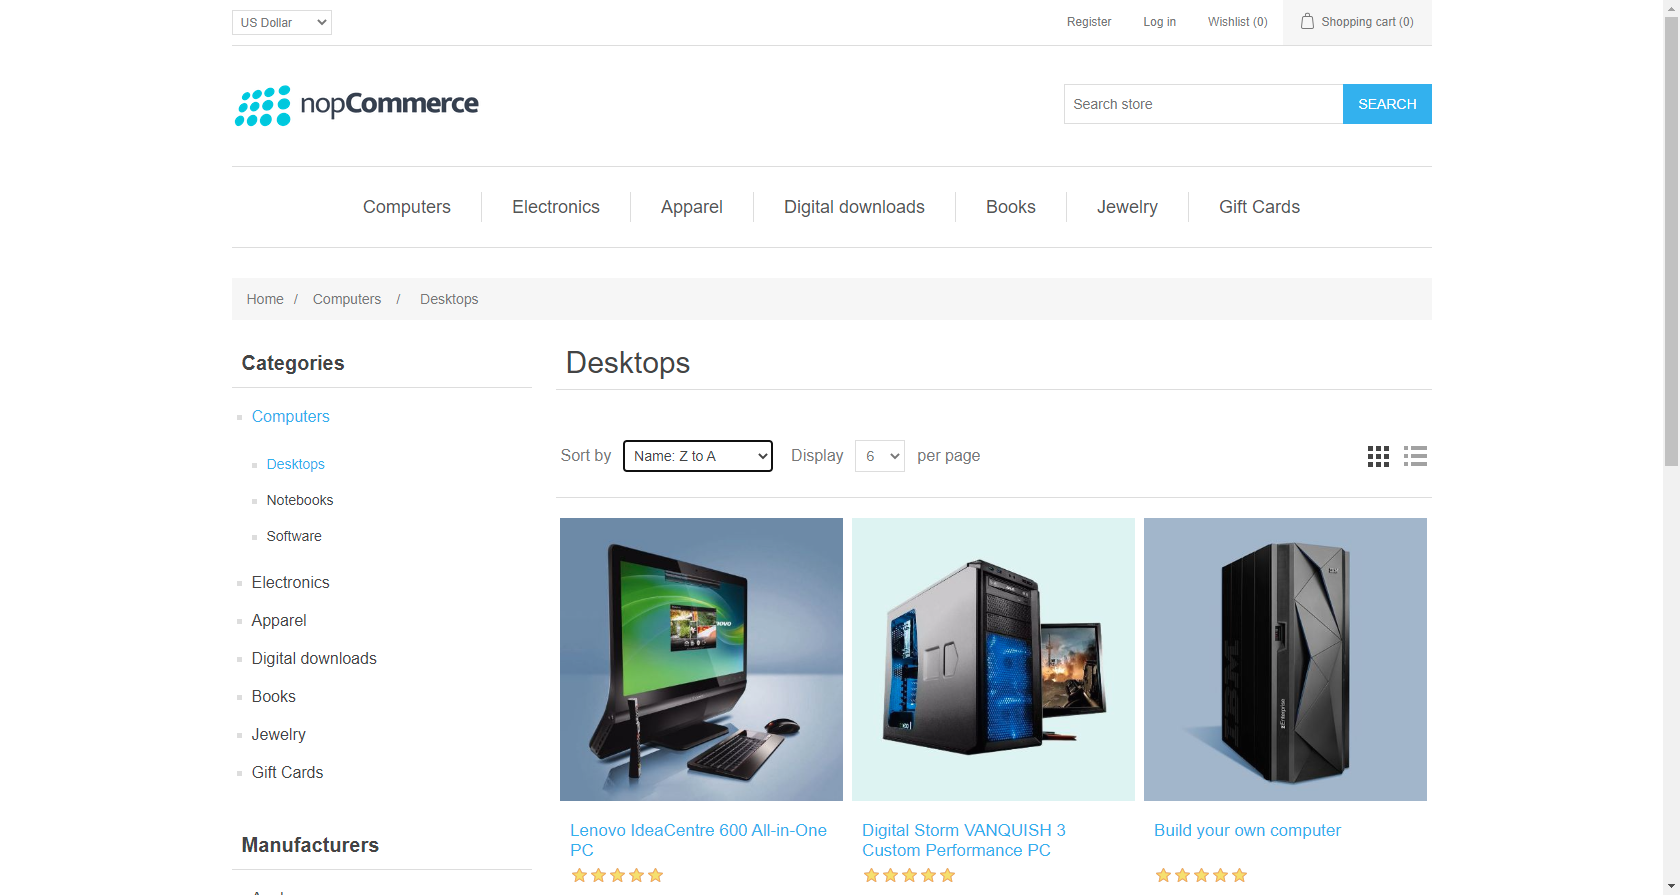 US Dollar
Register
Log in
Wishlist (0)
Shopping cart (0)
nopCommerce
Search store
SEARCH
Computers
Electronics
Apparel
Digital downloads
Books
Jewelry
Gift Cards
Home / Computers / Desktops
Categories
Computers
Desktops
Notebooks
Software
Electronics
Apparel
Digital downloads
Books
Jewelry
Gift Cards
Manufacturers
Desktops
Sort by Name: Z to A Display 6 per page
Lenovo IdeaCentre 600 All-in-One
PC
Digital Storm VANQUISH 3
Custom Performance PC
Build your own computer